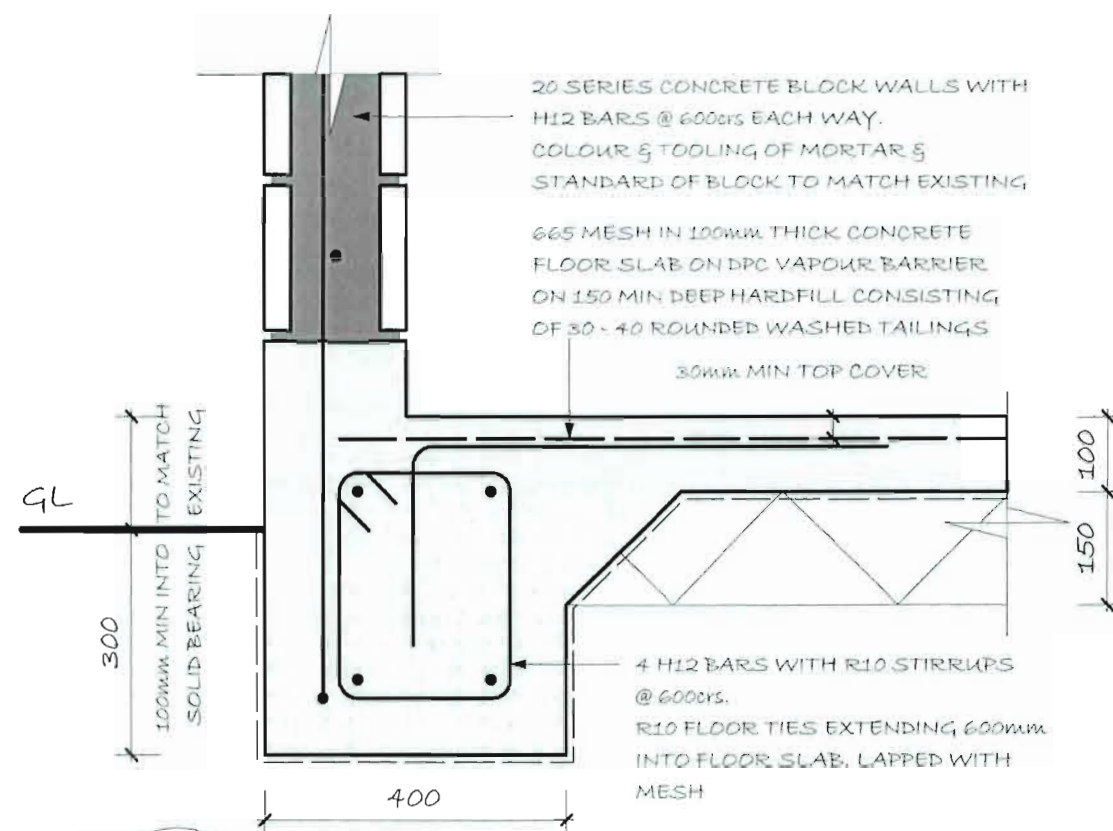 20 SERIES CONCRETE BLOCK WALLS WITH
H12 BARS @ 600crs EACH WAY.
COLOUR & TOOLING OF MORTAR &
STANDARD OF BLOCK TO MATCH EXISTING
665 MESH IN 100mm THICK CONCRETE
FLOOR SLAB ON DPC VAPOUR BARRIER
ON 150 MIN DEEP HARDFILL CONSISTING
OF 30 - 40 ROUNDED WASHED TAILINGS
30mm MIN TOP COVER
TO MATCH
EXISTING
GL
100mm MIN INTO
SOLID BEARING
300
100
150
4 H12 BARS WITH R10 STIRRUPS
@ 600crs.
R10 FLOOR TIES EXTENDING 600mm
INTO FLOOR SLAB, LAPPED WITH
MESH
400